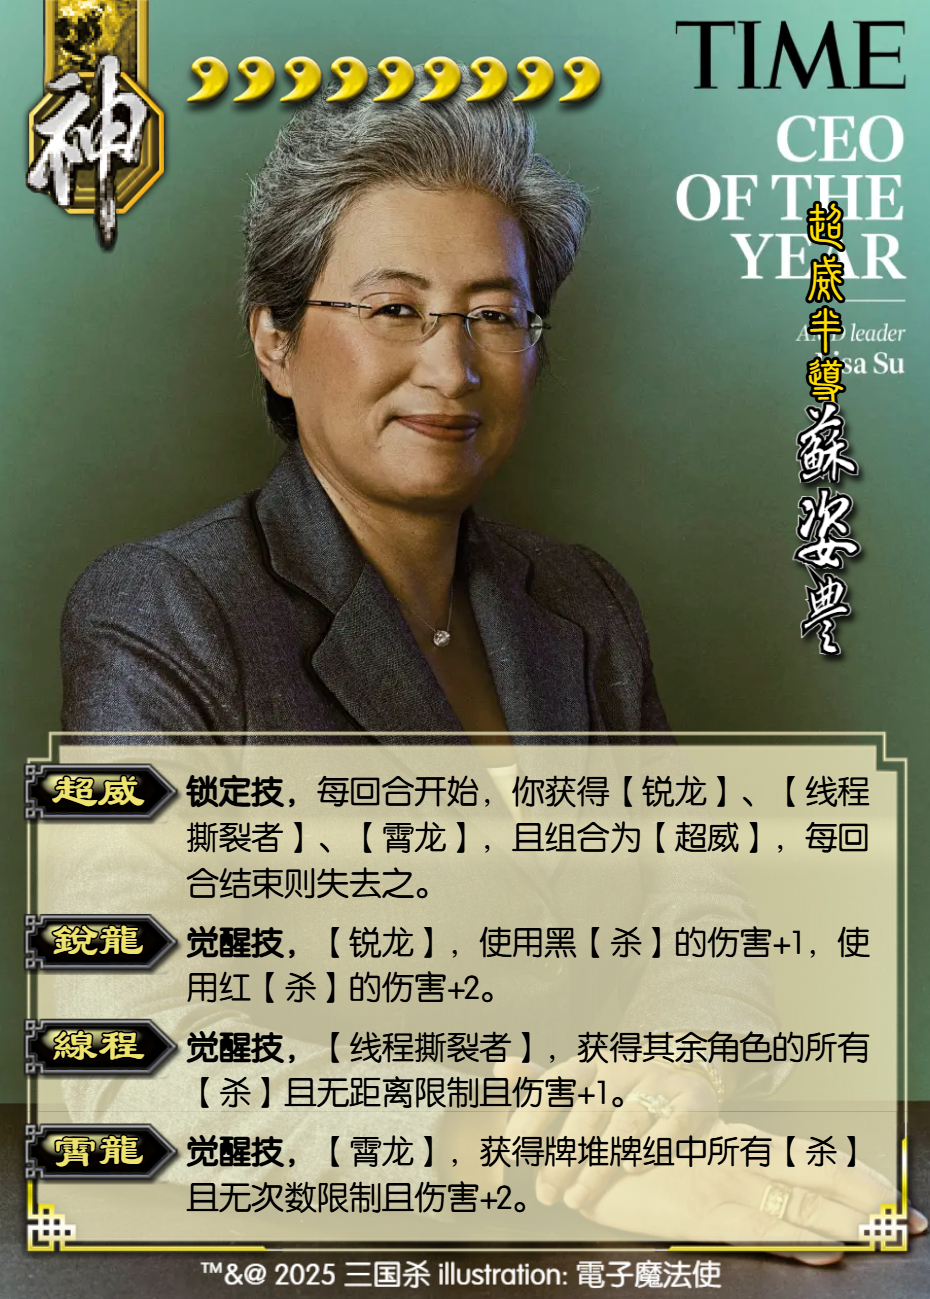 神
TIME
CEO
OF THE
YEAR
AMD leader
Lisa Su
超威半導
蘇姿豐
超威
锁定技，每回合开始，你获得【锐龙】、【线程
撕裂者】、【霄龙】，且组合为【超威】，每回
合结束则失去之。
銳龍
觉醒技，【锐龙】，使用黑【杀】的伤害+1，使
用红【杀】的伤害+2。
線程
觉醒技，【线程撕裂者】，获得其余角色的所有
【杀】且无距离限制且伤害+1。
霄龍
觉醒技，【霄龙】，获得牌堆牌组中所有【杀】
且无次数限制且伤害+2。
™&@ 2025 三国杀 illustration: 電子魔法使